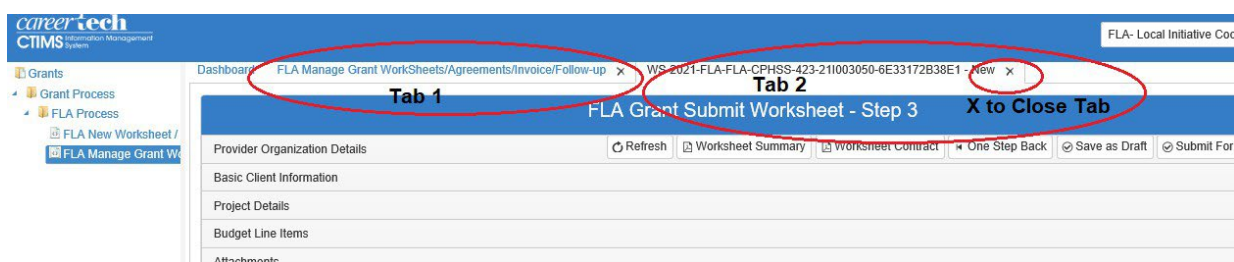 careertech
CTIMS Information Management System
FLA- Local Initiative Coo
Grants
Grant Process
FLA Process
FLA New Worksheet /
FLA Manage Grant Wo
Dashboard FLA Manage Grant WorkSheets/Agreements/Invoice/Follow-up x WS-2021-FLA-FLA-CPHSS-423-21I003050-6E33172B38E1 - New x
Tab 1
Tab 2
X to Close Tab
FLA Grant Submit Worksheet - Step 3
Provider Organization Details
Refresh Worksheet Summary Worksheet Contract One Step Back Save as Draft Submit For
Basic Client Information
Project Details
Budget Line Items
Attachments